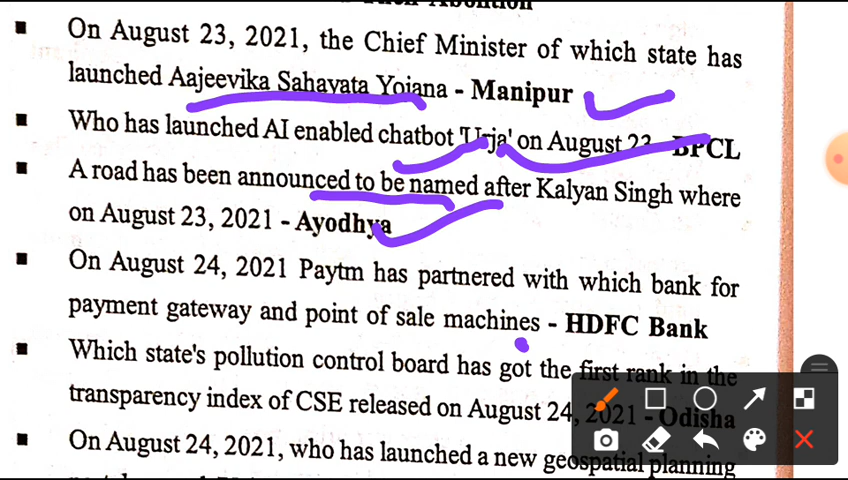 Abolition
On August 23, 2021, the Chief Minister of which state has
launched Aajeevika Sahayata Yojana - Manipur
Who has launched AI enabled chatbot 'Urja' on August 23 BPCL
A road has been announced to be named after Kalyan Singh where
on August 23, 2021 - Ayodhya
On August 24, 2021 Paytm has partnered with which bank for
payment gateway and point of sale machines - HDFC Bank
Which state's pollution control board has got the first rank in the
transparency index of CSE released on August 24, 2021 - Odisha
On August 24, 2021, who has launched a new geospatial planning